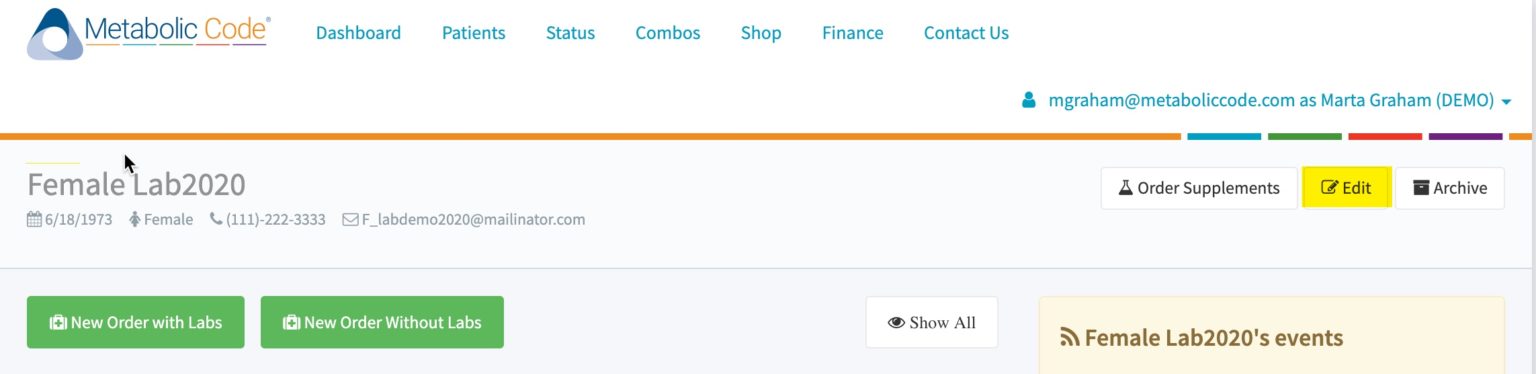 Metabolic Code®
Dashboard Patients Status Combos Shop Finance Contact Us
mgraham@metaboliccode.com as Marta Graham (DEMO)
Female Lab2020
Order Supplements Edit Archive
6/18/1973 Female (111)-222-3333 F_labdemo2020@mailinator.com
New Order with Labs New Order Without Labs Show All
Female Lab2020's events